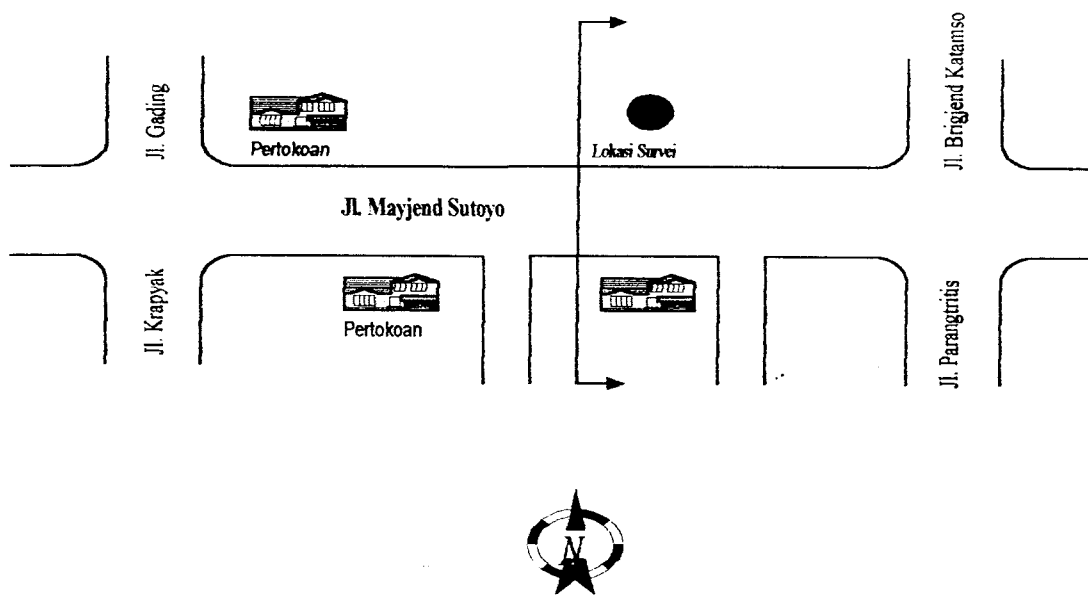 Jl. Gading
Pertokoan
Lokasi Survei
Jl. Brigjend Katamso
Jl. Mayjend Sutoyo
Jl. Krapyak
Pertokoan
Jl. Parangtritis
N